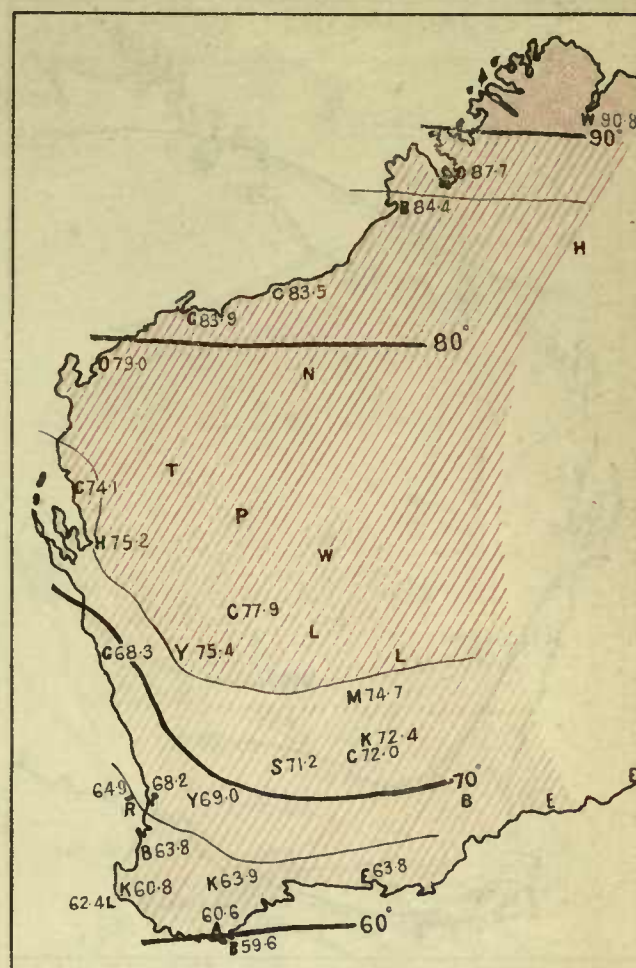 W 90·8
90°
D 87·7
B 84·4
H
C 83·5
C 83·9
80°
O 79·0
N
T
C 74·1
P
H 75·2
W
C 77·9
L
G 68·3
Y 75·4
L
M 74·7
K 72·4
C 72·0
S 71·2
70°
68·2
64·9
R
Y 69·0
B
E
E
B 63·8
E 63·8
K 60·8
K 63·9
62·4 L
60·6
A
60°
B 59·6